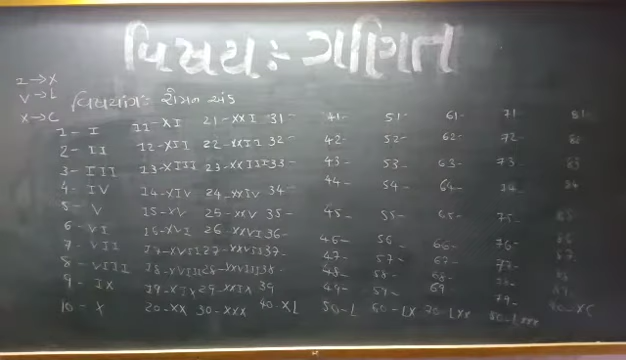 વિષય:- ગણિત
I→X
V→L
X→C
વિષયાંગ: રોમન અંક
1-I 11-XI 21-XXI 31- 41- 51- 61- 71- 81-
2-II 12-XII 22-XXII 32- 42- 52- 62- 72- 82
3-III 13-XIII 23-XXIII 33- 43- 53- 63- 73- 83
4-IV 14-XIV 24-XXIV 34- 44- 54- 64- 74- 84
5-V 15-XV 25-XXV 35- 45- 55- 65- 75- 85
6-VI 16-XVI 26-XXVI 36- 46- 56- 66- 76- 86
7-VII 17-XVII 27-XXVII 37- 47- 57- 67- 77- 87
8-VIII 18-XVIII 28-XXVIII 38- 48- 58- 68- 78-
9-IX 19-XIX 29-XXIX 39 49- 59- 69 79-
10-X 20-XX 30-XXX 40-XL 50-L 60-LX 70-LXX 80-LXXX 90-XC